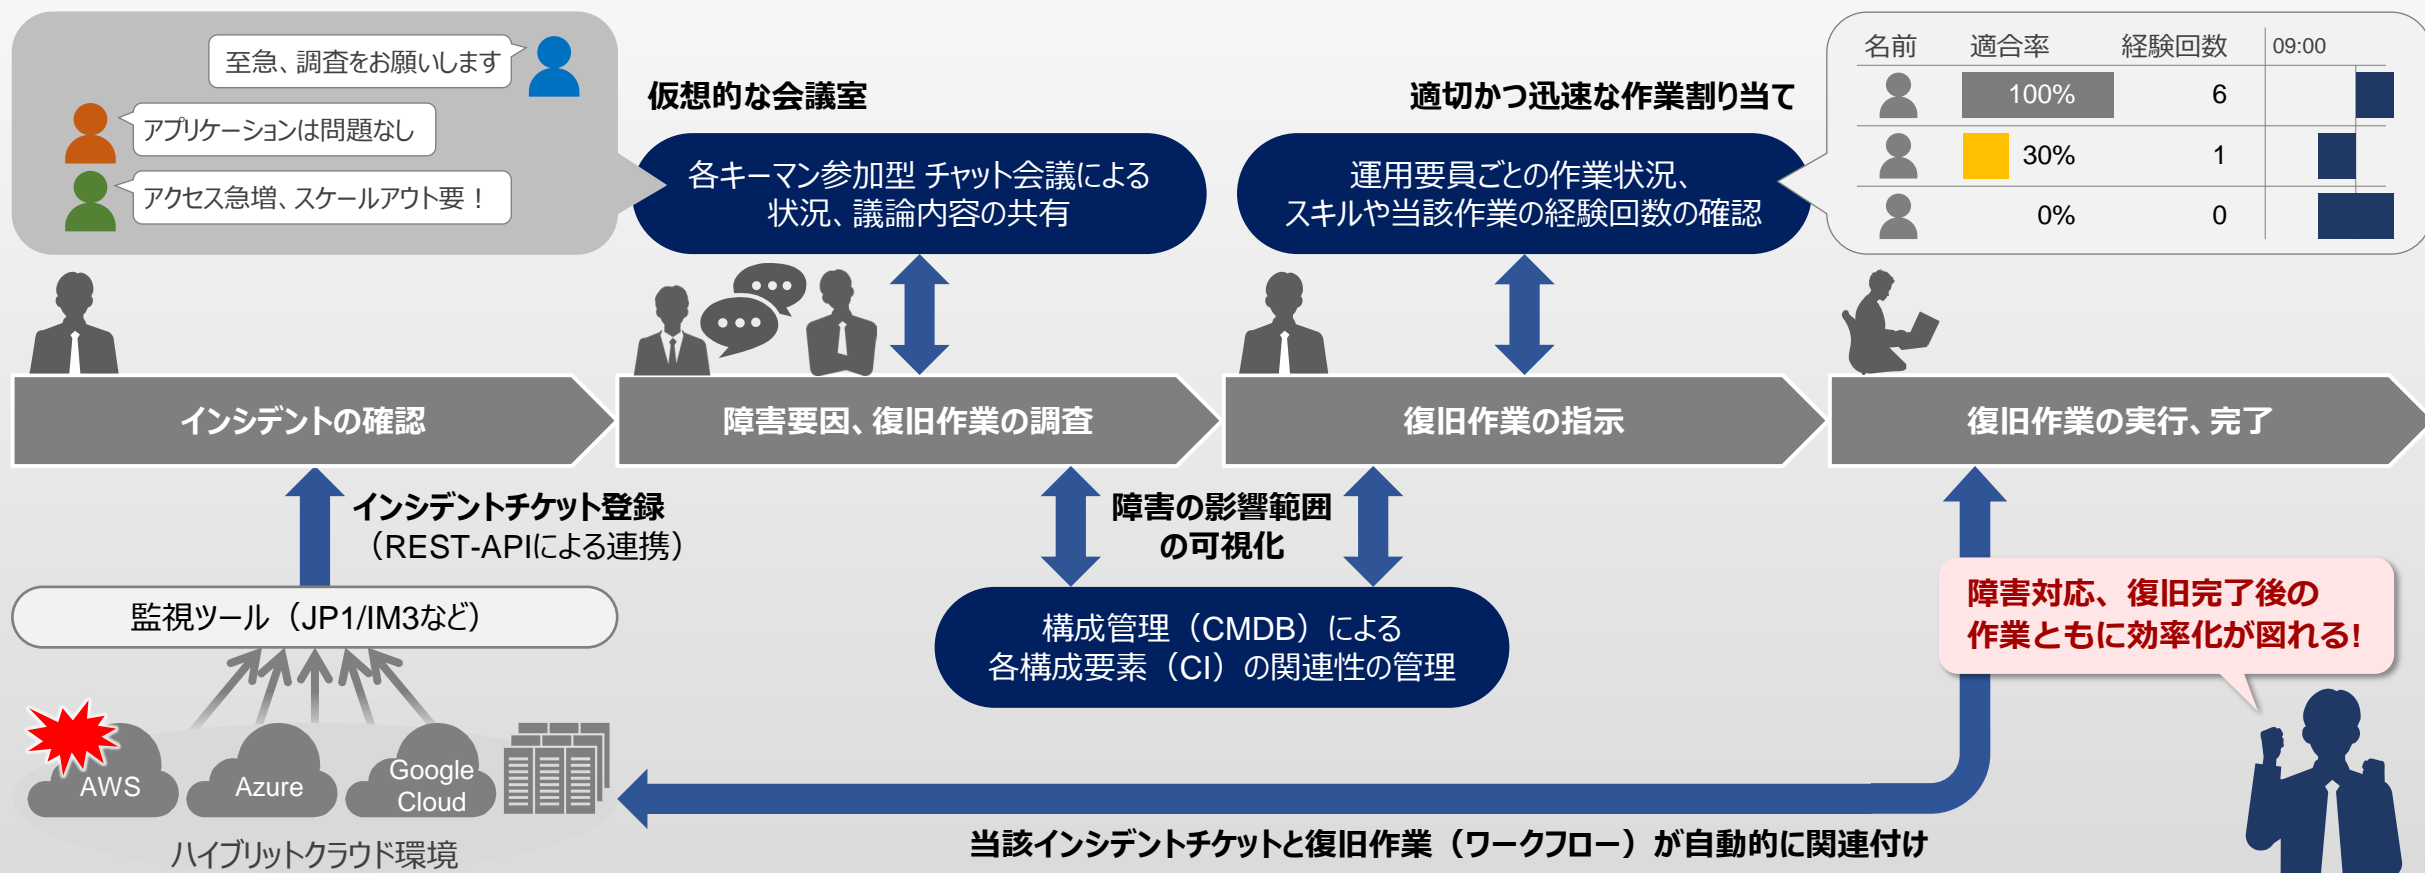 至急、調査をお願いします
アプリケーションは問題なし
アクセス急増、スケールアウト要！
仮想的な会議室
各キーマン参加型 チャット会議による
状況、議論内容の共有
適切かつ迅速な作業割り当て
運用要員ごとの作業状況、
スキルや当該作業の経験回数の確認
名前 適合率 経験回数 09:00
100% 6
30% 1
0% 0
インシデントの確認
障害要因、復旧作業の調査
復旧作業の指示
復旧作業の実行、完了
インシデントチケット登録
（REST-APIによる連携）
障害の影響範囲
の可視化
監視ツール（JP1/IM3など）
構成管理（CMDB）による
各構成要素（CI）の関連性の管理
障害対応、復旧完了後の
作業ともに効率化が図れる!
AWS
Azure
Google
Cloud
ハイブリットクラウド環境
当該インシデントチケットと復旧作業（ワークフロー）が自動的に関連付け